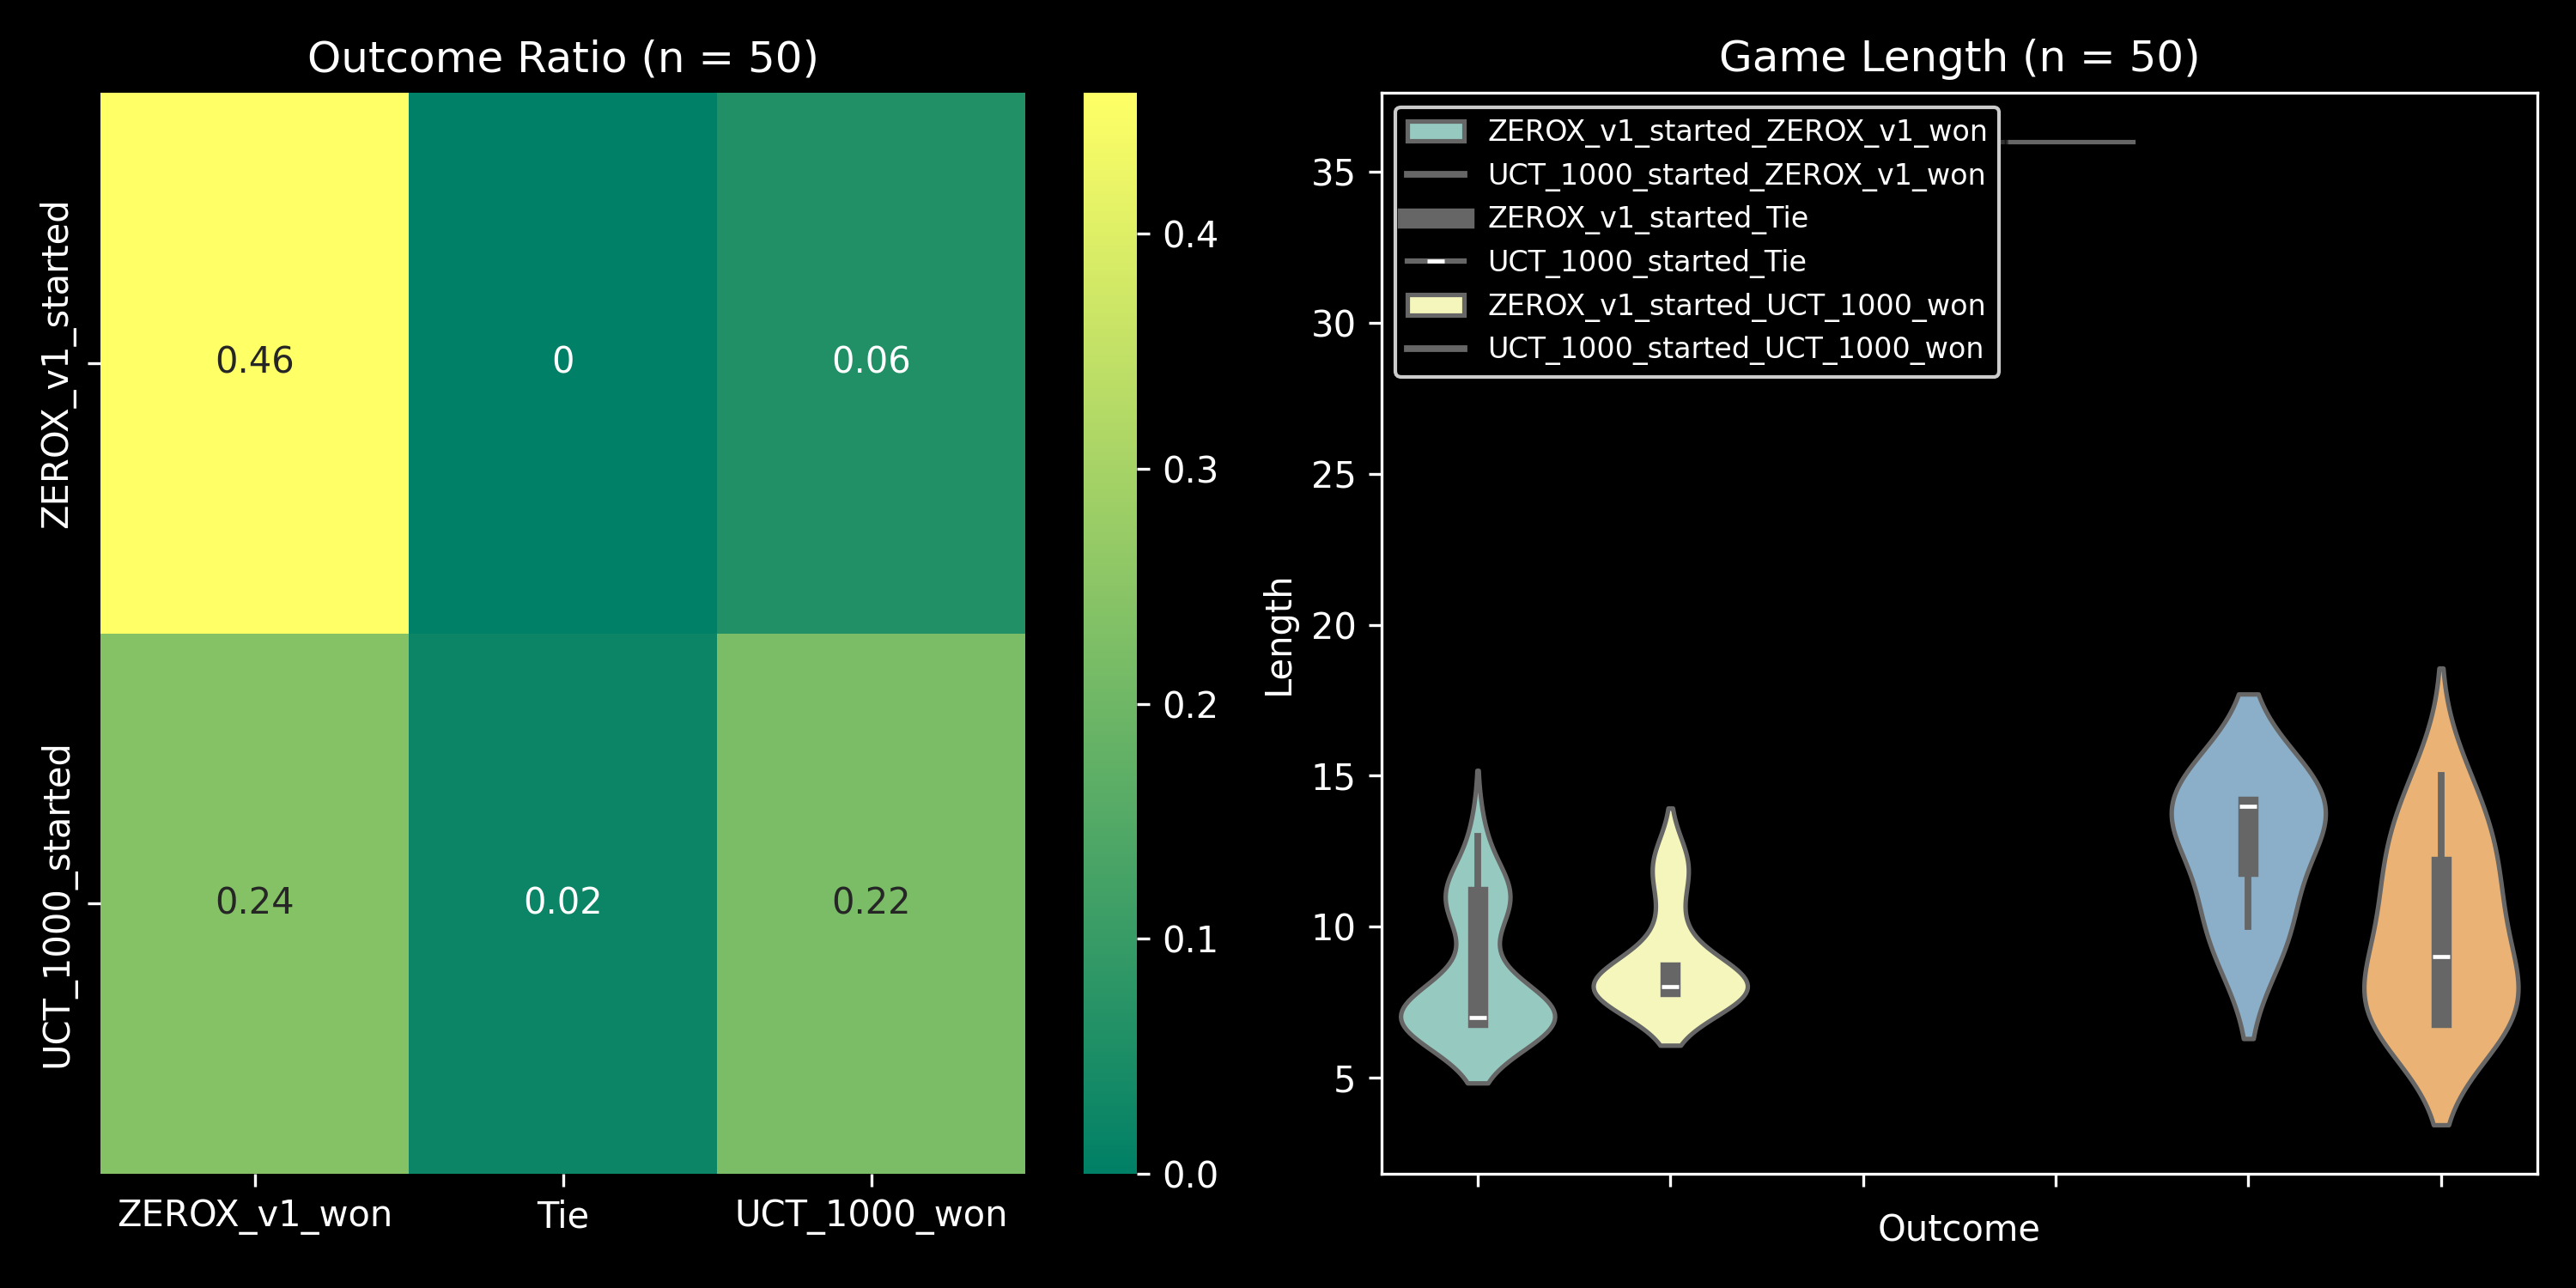 Outcome Ratio (n = 50)
ZEROX_v1_started
UCT_1000_started
0.46
0
0.06
0.24
0.02
0.22
ZEROX_v1_won
Tie
UCT_1000_won
0.4
0.3
0.2
0.1
0.0
Game Length (n = 50)
ZEROX_v1_started_ZEROX_v1_won
UCT_1000_started_ZEROX_v1_won
ZEROX_v1_started_Tie
UCT_1000_started_Tie
ZEROX_v1_started_UCT_1000_won
UCT_1000_started_UCT_1000_won
Length
35
30
25
20
15
10
5
Outcome